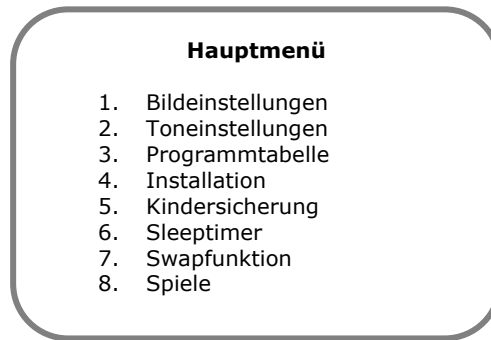 Hauptmenü
1. Bildeinstellungen
2. Toneinstellungen
3. Programmtabelle
4. Installation
5. Kindersicherung
6. Sleeptimer
7. Swapfunktion
8. Spiele